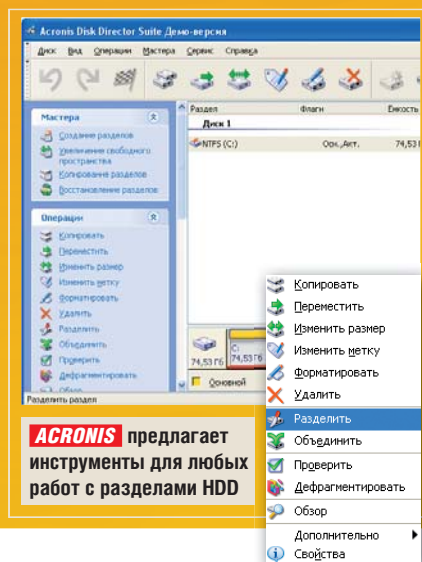 Acronis Disk Director Suite Демо-версия
Диск Вид Операции Мастера Сервис Справка
Мастера
Создание разделов
Увеличение свободного
пространства
Копирование разделов
Восстановление разделов
Операции
Копировать
Переместить
Изменить размер
Изменить метку
Форматировать
Удалить
Разделить
Объединить
Проверить
Дефрагментировать
Обзор
Разделить раздел
Раздел Флаги Емкость
Диск 1
NTFS (C:) Осн.,Акт. 74,53 Г
74,53 Гб
C:
74,53 Гб
Основной
Копировать
Переместить
Изменить размер
Изменить метку
Форматировать
Удалить
Разделить
Объединить
Проверить
Дефрагментировать
Обзор
Дополнительно
Свойства
ACRONIS предлагает
инструменты для любых
работ с разделами HDD